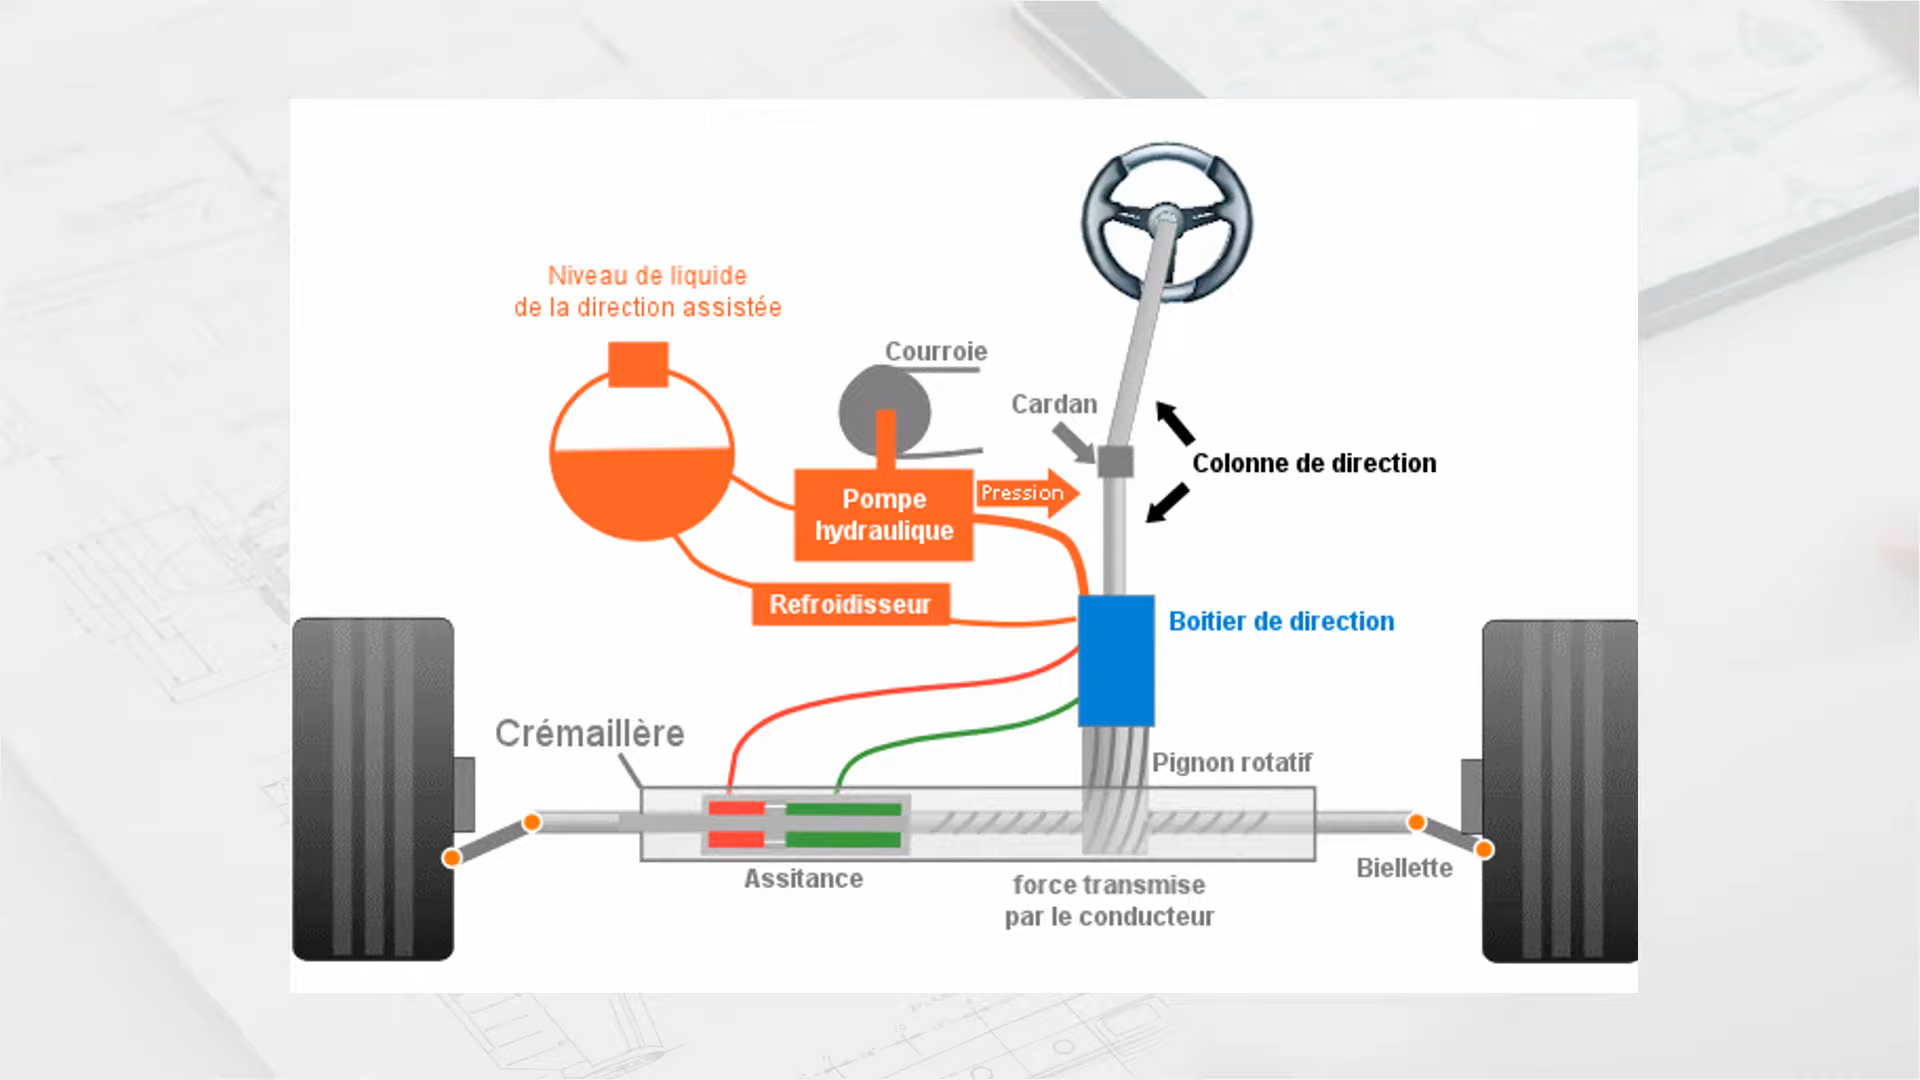 Niveau de liquide
de la direction assistée
Courroie
Cardan
Colonne de direction
Pompe
hydraulique
Pression
Refroidisseur
Boitier de direction
Crémaillère
Pignon rotatif
Assitance
force transmise
par le conducteur
Biellette